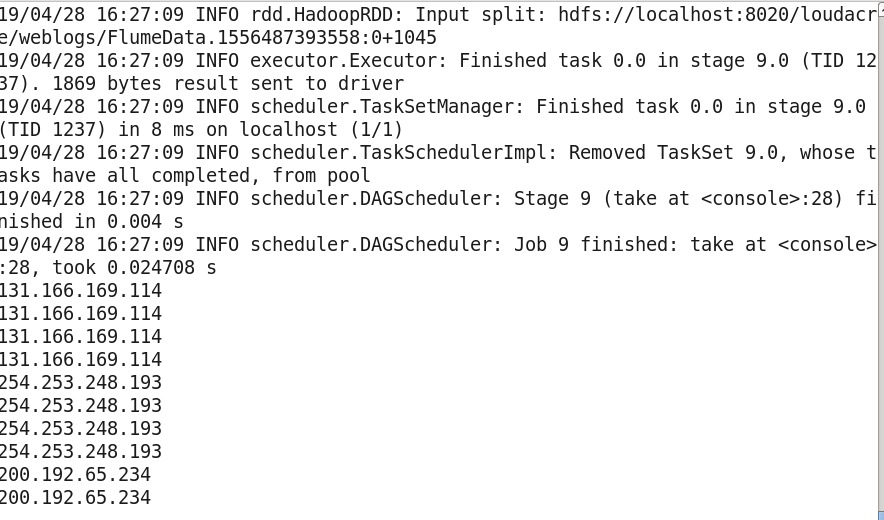 19/04/28 16:27:09 INFO rdd.HadoopRDD: Input split: hdfs://localhost:8020/loudacr
e/weblogs/FlumeData.1556487393558:0+1045
19/04/28 16:27:09 INFO executor.Executor: Finished task 0.0 in stage 9.0 (TID 12
37). 1869 bytes result sent to driver
19/04/28 16:27:09 INFO scheduler.TaskSetManager: Finished task 0.0 in stage 9.0
(TID 1237) in 8 ms on localhost (1/1)
19/04/28 16:27:09 INFO scheduler.TaskSchedulerImpl: Removed TaskSet 9.0, whose t
asks have all completed, from pool
19/04/28 16:27:09 INFO scheduler.DAGScheduler: Stage 9 (take at <console>:28) fi
nished in 0.004 s
19/04/28 16:27:09 INFO scheduler.DAGScheduler: Job 9 finished: take at <console>
:28, took 0.024708 s
131.166.169.114
131.166.169.114
131.166.169.114
131.166.169.114
254.253.248.193
254.253.248.193
254.253.248.193
254.253.248.193
200.192.65.234
200.192.65.234